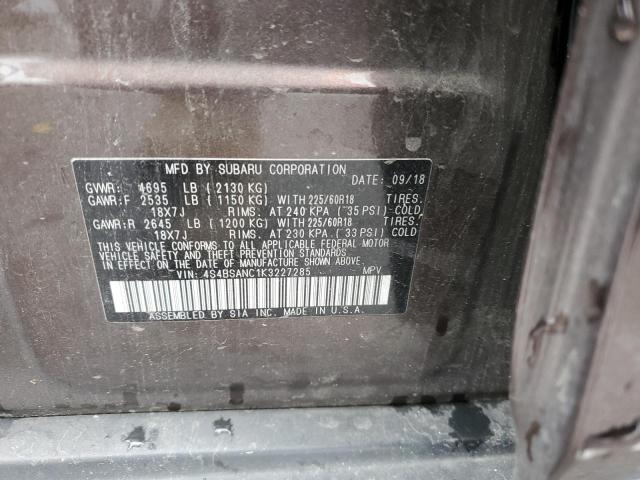 MFD BY SUBARU CORPORATION
GVWR: 4695 LB ( 2130 KG) DATE: 09/18
GAWR:F 2535 LB ( 1150 KG) WITH 225/60R18 TIRES.
18X7J RIMS. AT 240 KPA ( 35 PSI) COLD
GAWR:R 2645 LB ( 1200 KG) WITH 225/60R18 TIRES.
18X7J RIMS. AT 230 KPA ( 33 PSI) COLD.
THIS VEHICLE CONFORMS TO ALL APPLICABLE FEDERAL MOTOR
VEHICLE SAFETY BUMPER AND THEFT PREVENTION STANDARDS
IN EFFECT ON THE DATE OF MANUFACTURE SHOWN ABOVE.
VIN: 4S4BSANC1K3227285 MPV
ASSEMBLED BY SIA INC. MADE IN U.S.A.